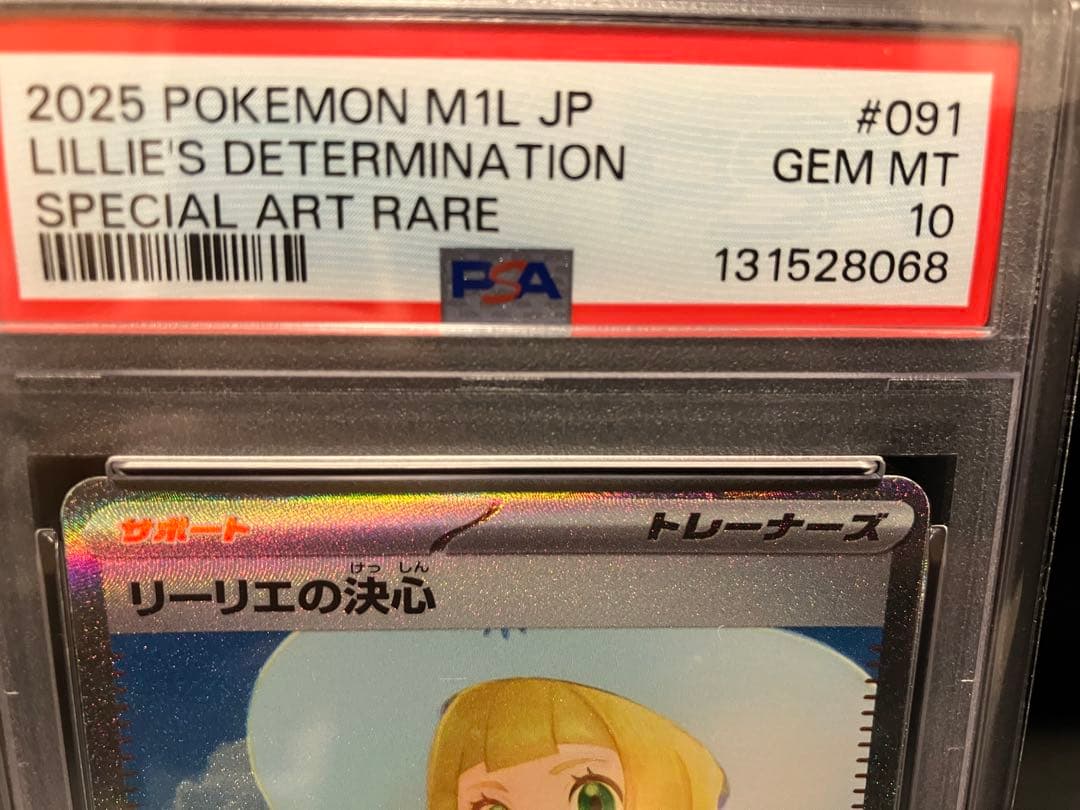 2025 POKEMON M1L JP #091
LILLIE'S DETERMINATION GEM MT
SPECIAL ART RARE 10
131528068
PSA
サポート トレーナーズ
けっ しん
リーリエの決心